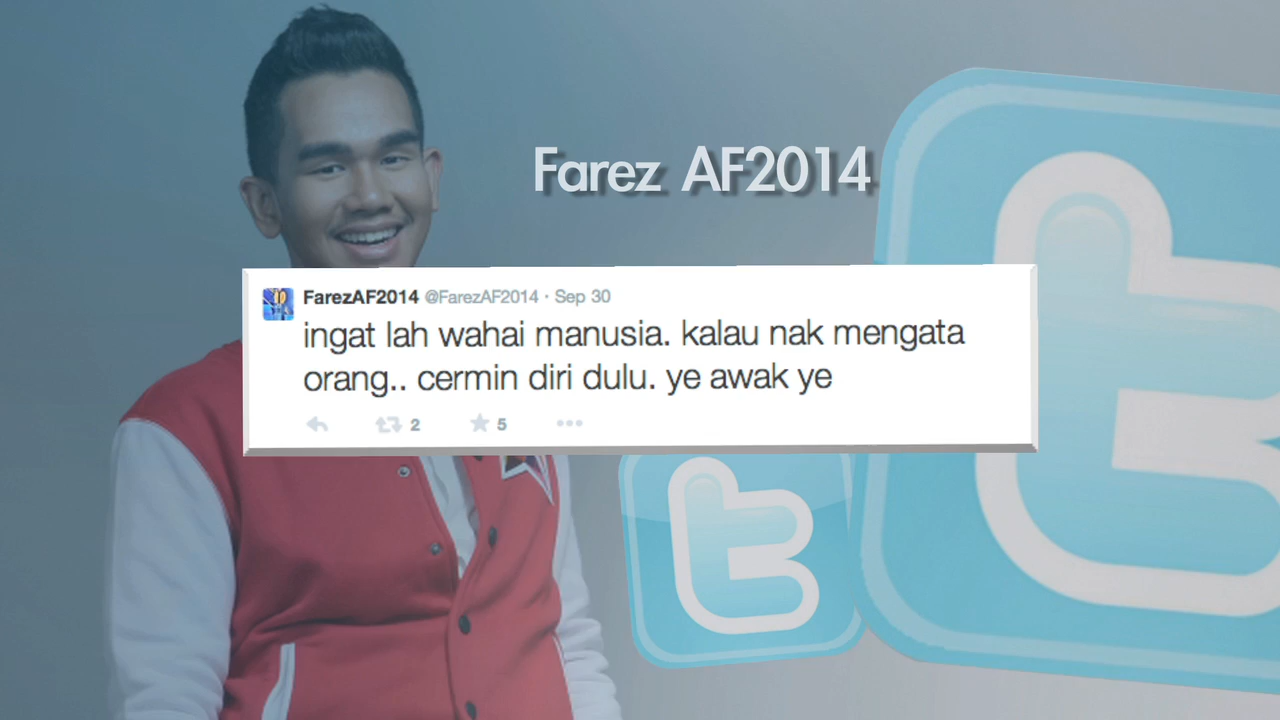 Farez AF2014
FarezAF2014 @FarezAF2014 · Sep 30
ingat lah wahai manusia. kalau nak mengata
orang.. cermin diri dulu. ye awak ye
2 5
t
t